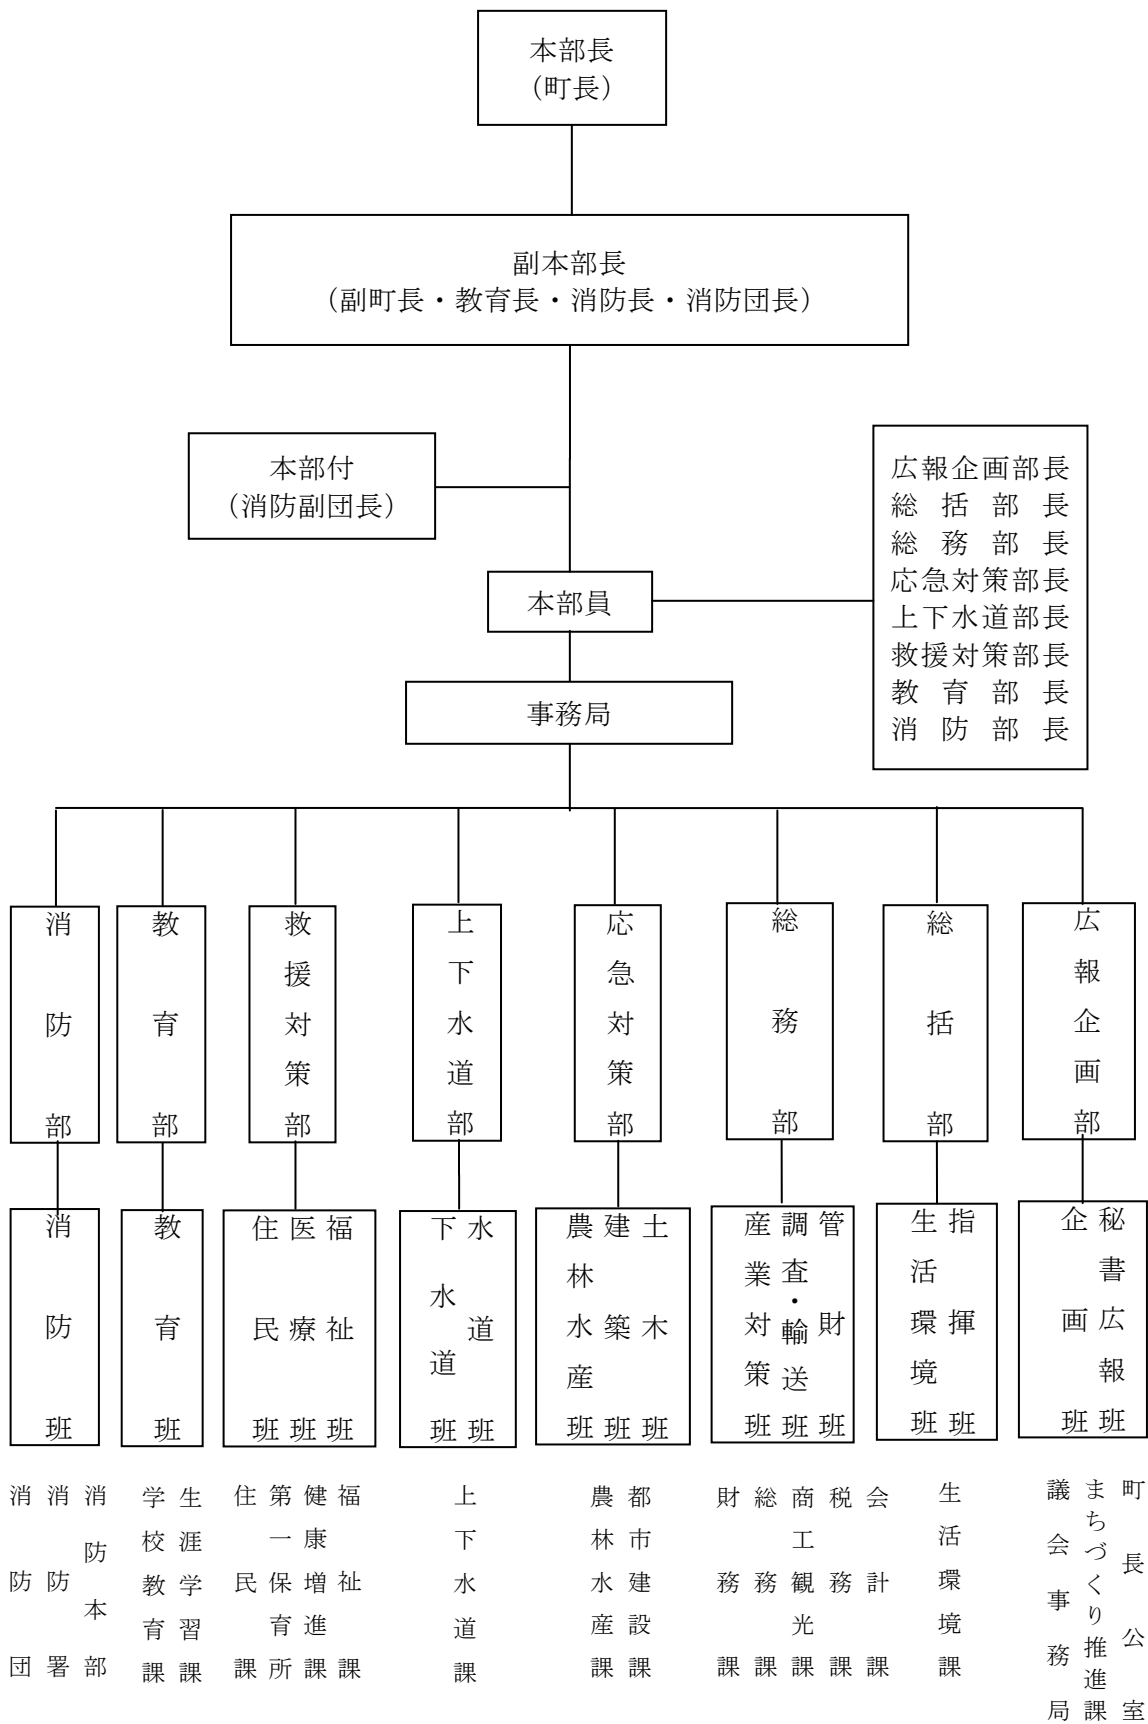 本部長
（町長）
副本部長
（副町長・教育長・消防長・消防団長）
本部付
（消防副団長）
広報企画部長
総括部長
総務部長
応急対策部長
上下水道部長
救援対策部長
教育部長
消防部長
本部員
事務局
広報企画部
総括部
総務部
応急対策部
上下水道部
救援対策部
教育部
消防部
秘書広報班
企画班
指揮班
生活環境班
管財班
調査・輸送班
産業対策班
土木班
建築班
農林水産班
水道班
下水道班
福祉班
医療班
住民班
教育班
消防班
町長公室
まちづくり推進課
議会事務局
生活環境課
会計課
税務課
商工観光課
総務課
財務課
都市建設課
農林水産課
上下水道課
福祉課
健康増進課
第一保育所
住民課
生涯学習課
学校教育課
消防本部
消防署
消防団